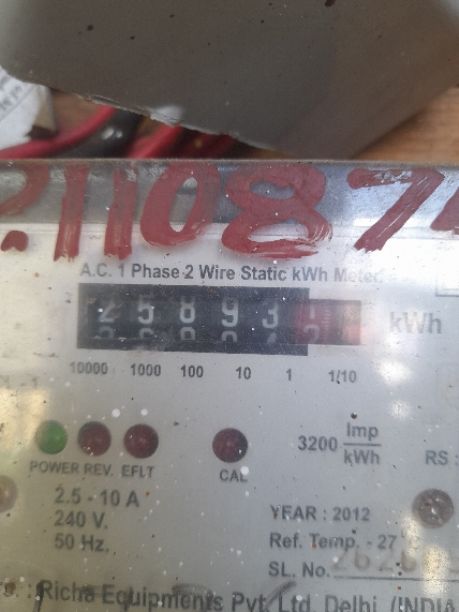 11087
A.C. 1 Phase 2 Wire Static kWh Meter
25893 kWh
10000 1000 100 10 1 1/10
POWER REV. EFLT
CAL
3200 Imp
kWh
RS :
2.5 - 10 A
240 V.
50 Hz.
YEAR : 2012
Ref. Temp. - 27
SL. No.
Richa Equipments Pvt. Ltd. Delhi. (INDIA